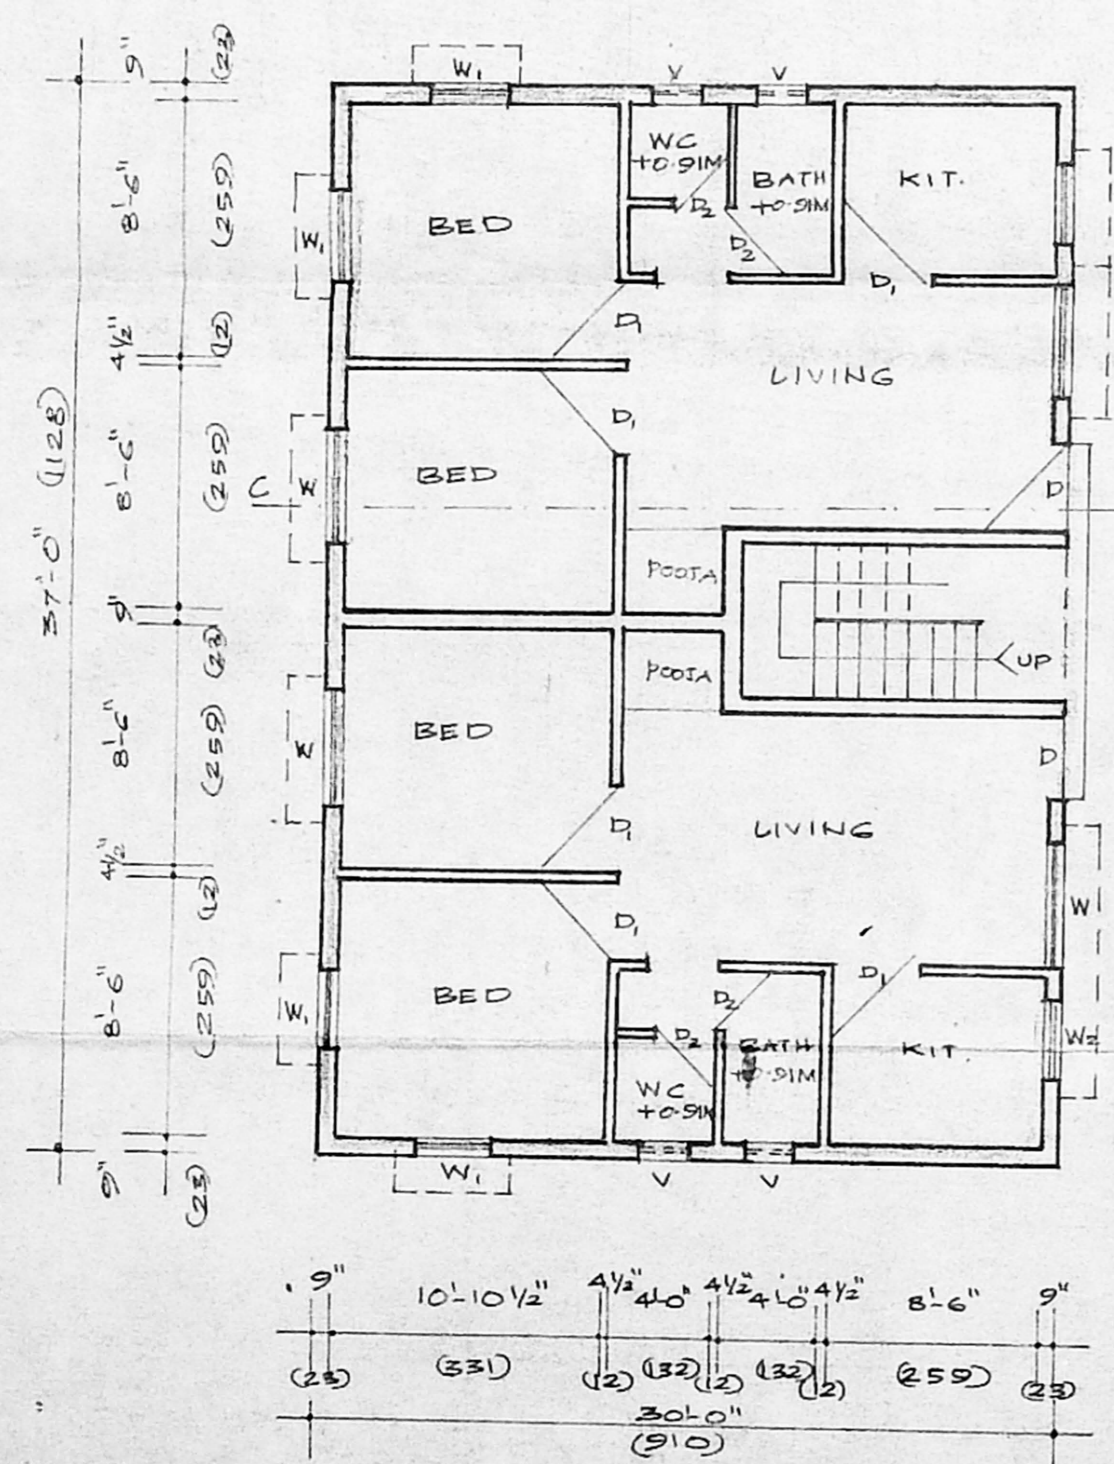 W1
V
V
9"
(23)
WC
+0.91M
BATH
+0.91M
KIT.
D2
D2
BED
W1
8'-6"
(259)
D1
D1
4½"
(12)
LIVING
D1
37'-0" (1128)
8'-6"
(259)
C
W
BED
D
POOJA
9"
(23)
UP
POOJA
8'-6"
(259)
W
BED
D
D1
LIVING
4½"
(12)
W
D1
D1
8'-6"
(259)
W1
BED
D2
D2
BATH
+0.91M
KIT.
W2
WC
+0.91M
9"
(23)
W1
V
V
9" 10'-10½" 4½" 4'-0" 4½" 4'-0" 4½" 8'-6" 9"
(23) (331) (12) (132) (12) (132) (12) (259) (23)
30'-0"
(910)